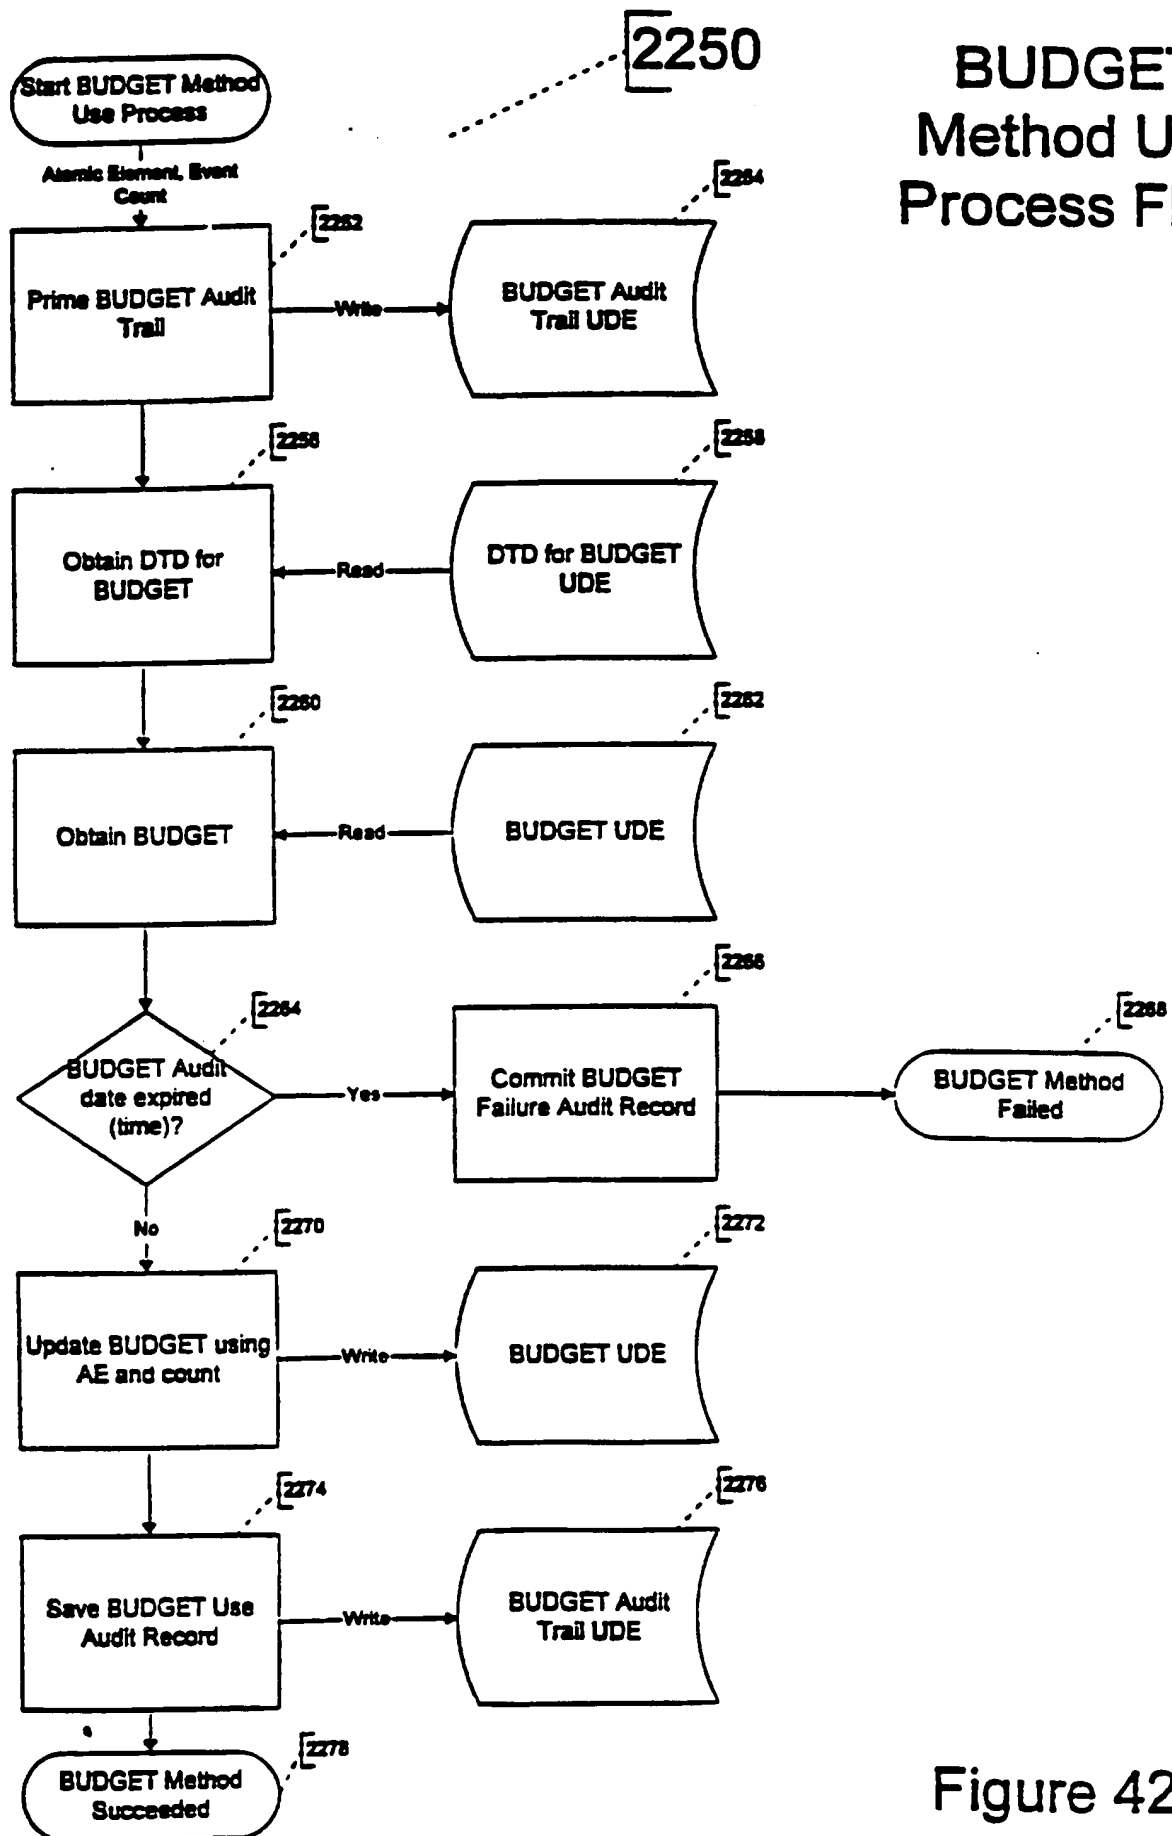 2250
BUDGET
Method U
Process Fl
Start BUDGET Method
Use Process
Atomic Element, Event
Count
2252
2254
Prime BUDGET Audit
Trail
Write
BUDGET Audit
Trail UDE
2256
2258
Obtain DTD for
BUDGET
Read
DTD for BUDGET
UDE
2260
2262
Obtain BUDGET
Read
BUDGET UDE
2264
2266
2268
BUDGET Audit
date expired
(time)?
Yes
Commit BUDGET
Failure Audit Record
BUDGET Method
Failed
No
2270
2272
Update BUDGET using
AE and count
Write
BUDGET UDE
2274
2276
Save BUDGET Use
Audit Record
Write
BUDGET Audit
Trail UDE
2278
BUDGET Method
Succeeded
Figure 42